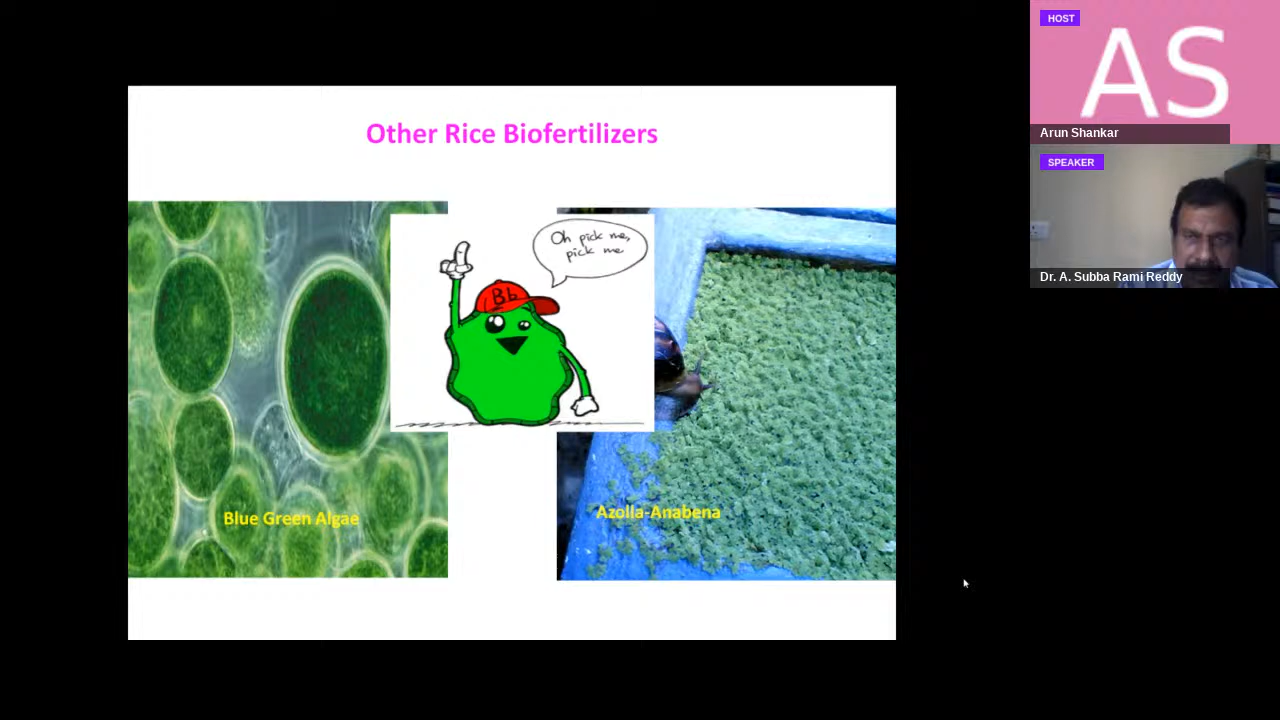 Other Rice Biofertilizers
Oh pick me,
pick me
Bb
Blue Green Algae
Azolla-Anabena
HOST
AS
Arun Shankar
SPEAKER
Dr. A. Subba Rami Reddy